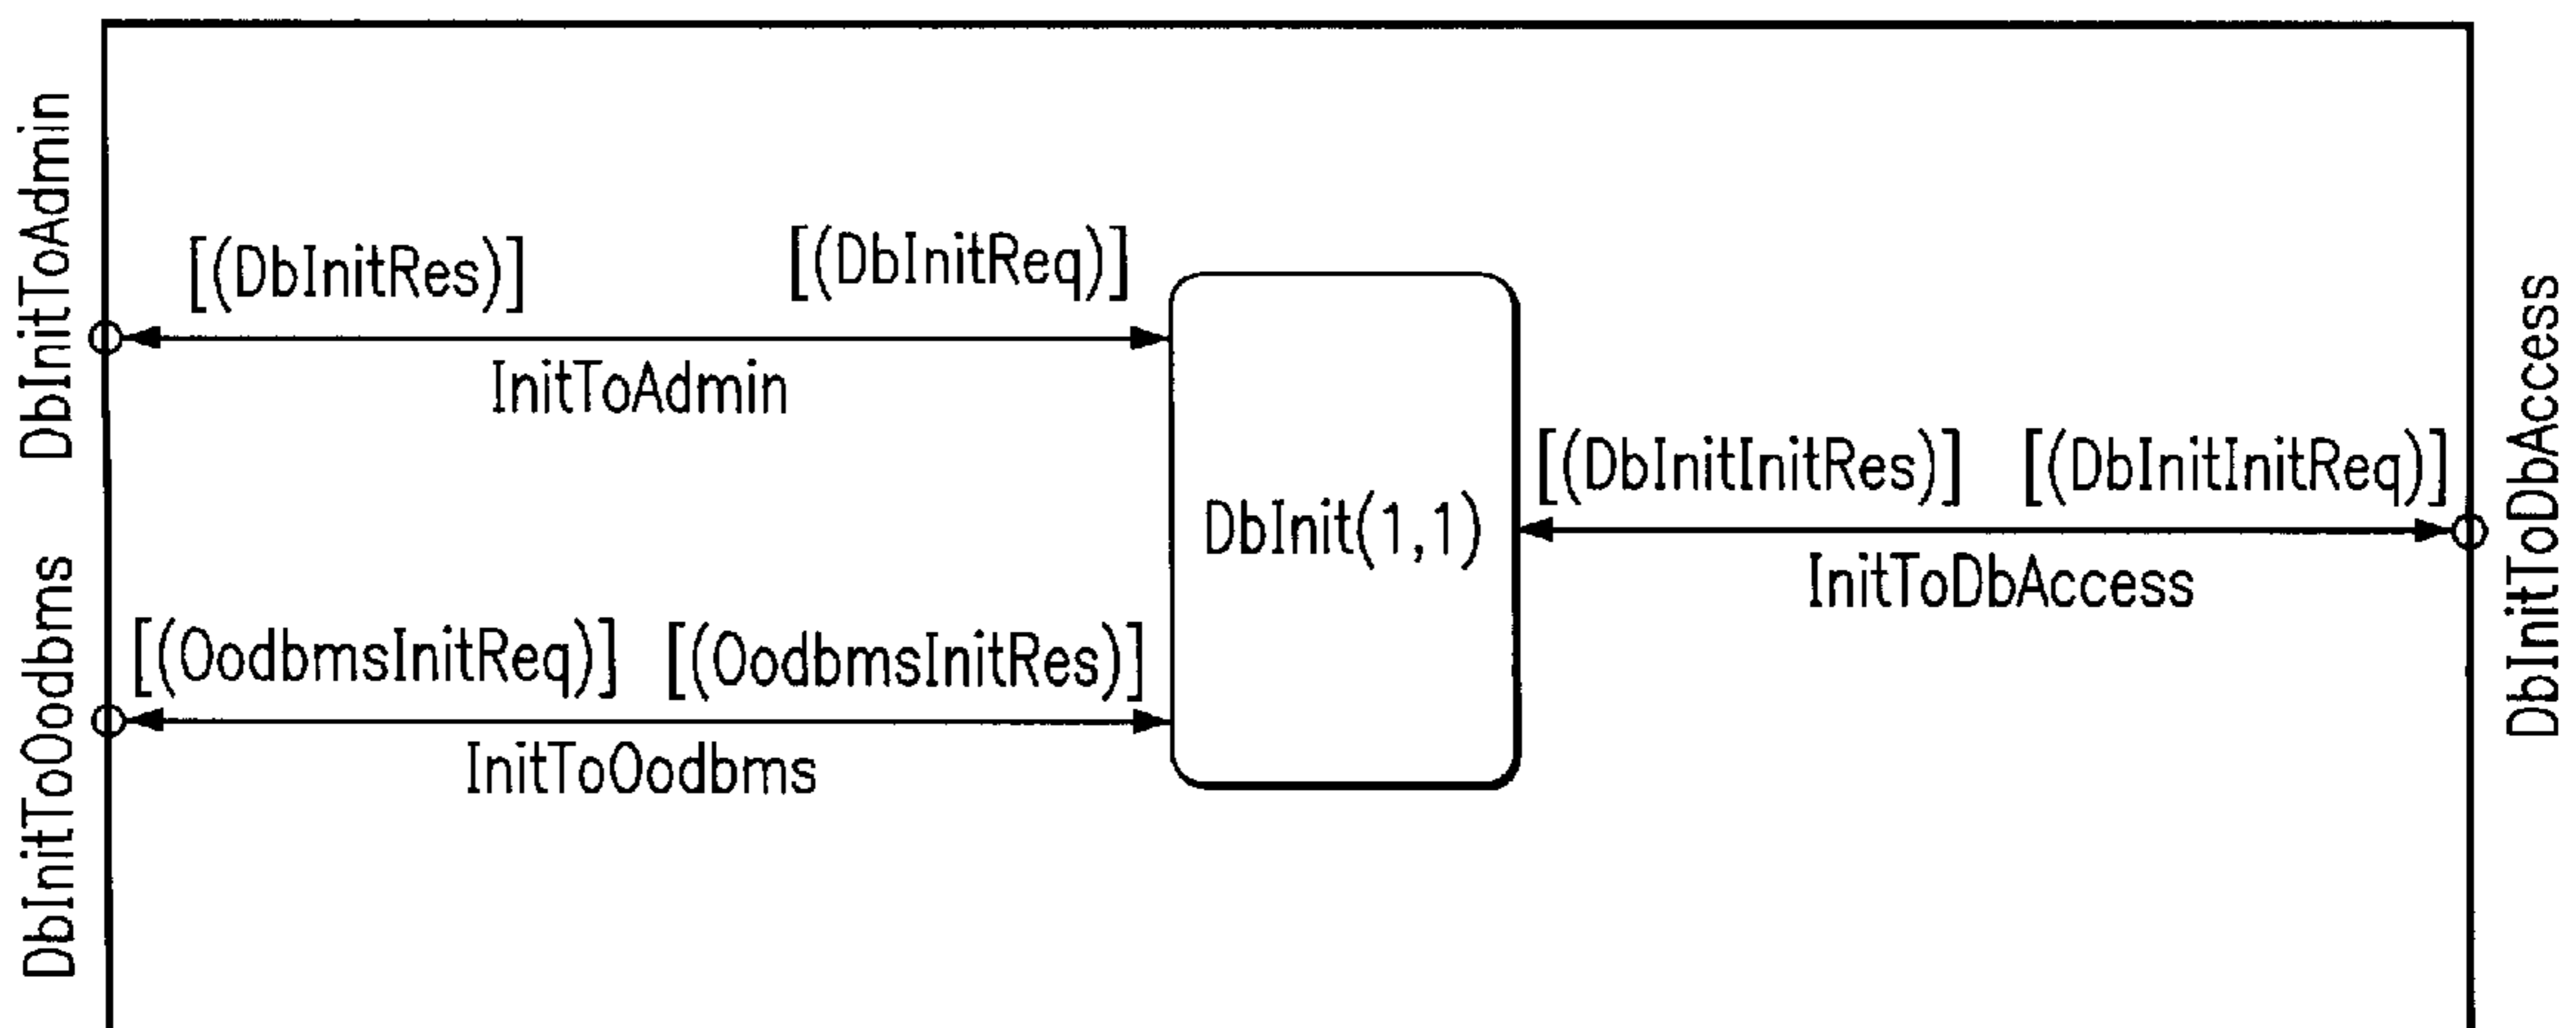 DbInitToAdmin
[(DbInitRes)]
[(DbInitReq)]
InitToAdmin
DbInitToOodbms
[(OodbmsInitReq)]
[(OodbmsInitRes)]
InitToOodbms
DbInit(1,1)
[(DbInitInitRes)]
[(DbInitInitReq)]
InitToDbAccess
DbInitToDbAccess